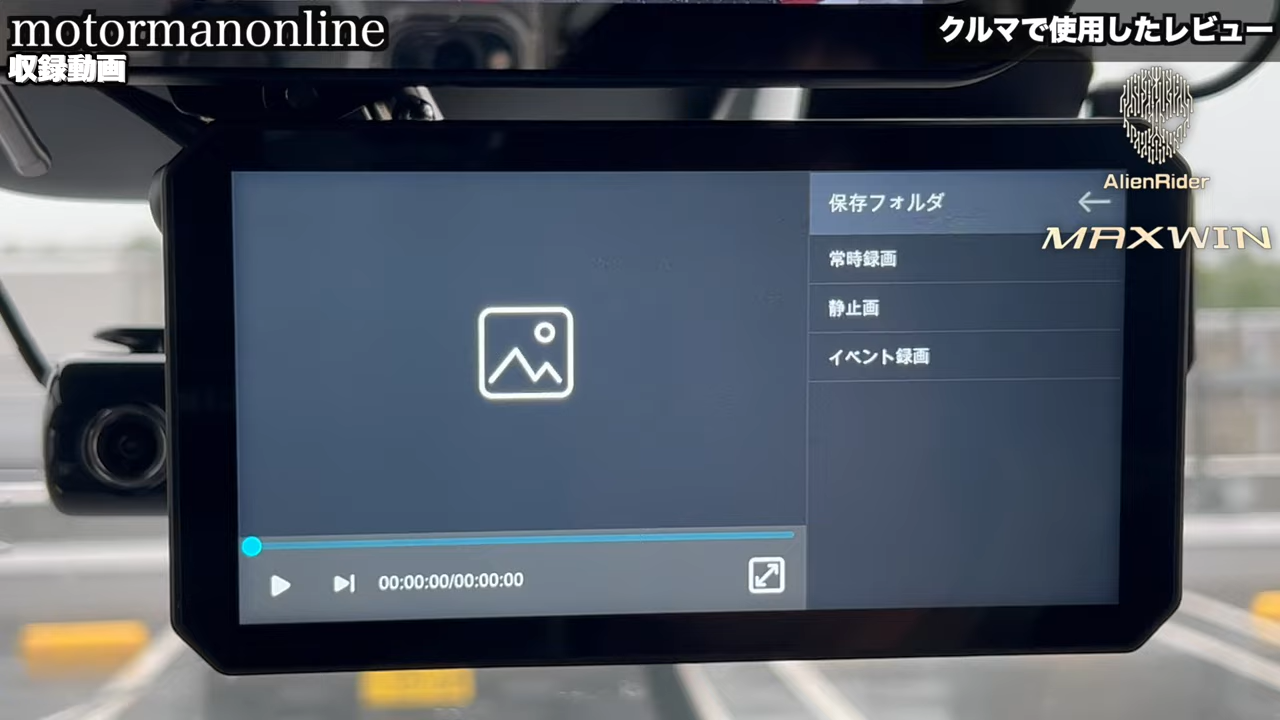 motormanonline
収録動画
クルマで使用したレビュー
AlienRider
MAXWIN
保存フォルダ
常時録画
静止画
イベント録画
00:00:00/00:00:00